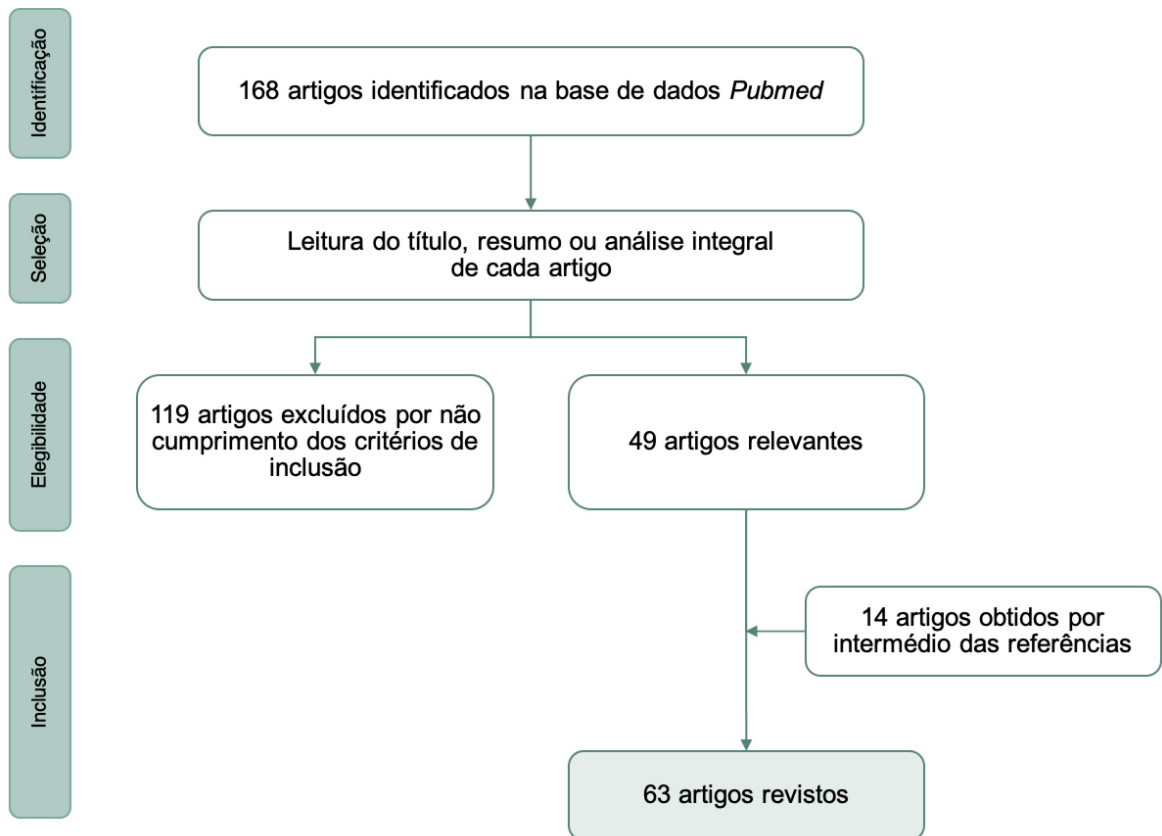 Identificação
168 artigos identificados na base de dados Pubmed
Seleção
Leitura do título, resumo ou análise integral
de cada artigo
Elegibilidade
119 artigos excluídos por não
cumprimento dos critérios de
inclusão
49 artigos relevantes
Inclusão
14 artigos obtidos por
intermédio das referências
63 artigos revistos